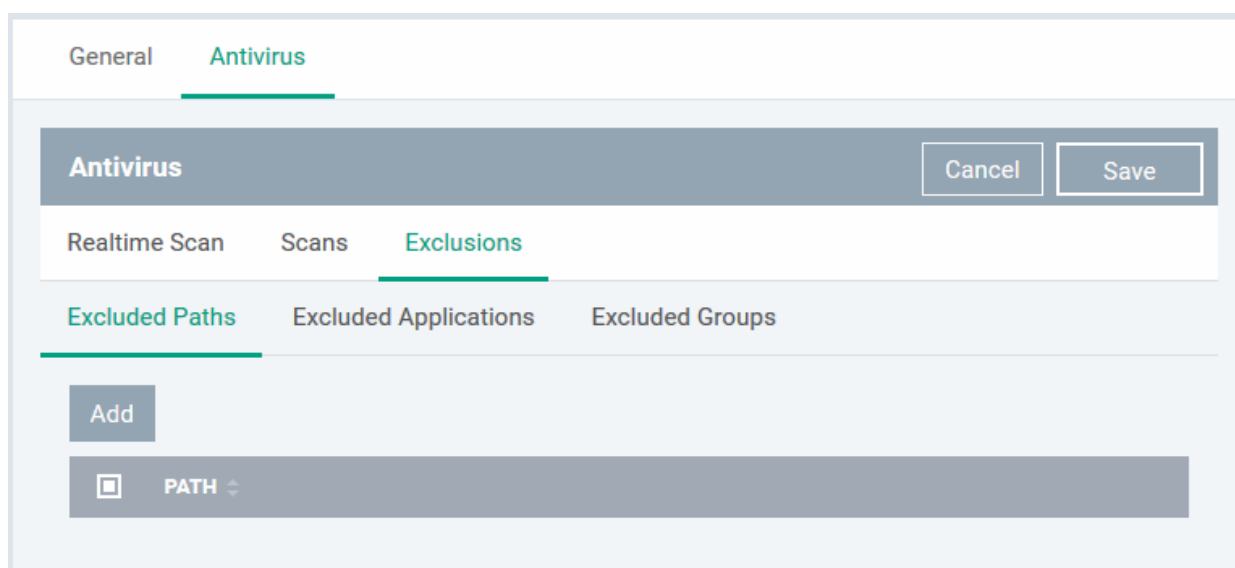 General Antivirus
Antivirus Cancel Save
Realtime Scan Scans Exclusions
Excluded Paths Excluded Applications Excluded Groups
Add
PATH